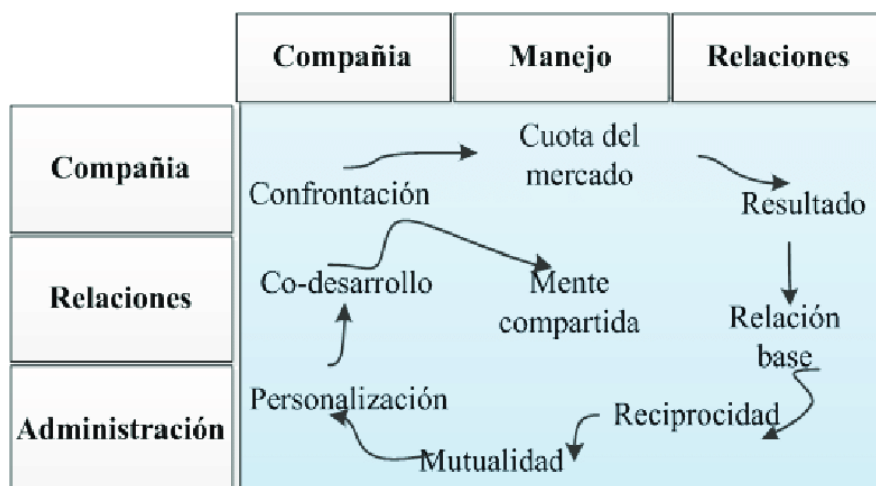 Compañia Manejo Relaciones
Compañia
Cuota del
mercado
Confrontación
Resultado
Relaciones
Co-desarrollo
Mente
compartida
Relación
base
Administración
Personalización
Reciprocidad
Mutualidad